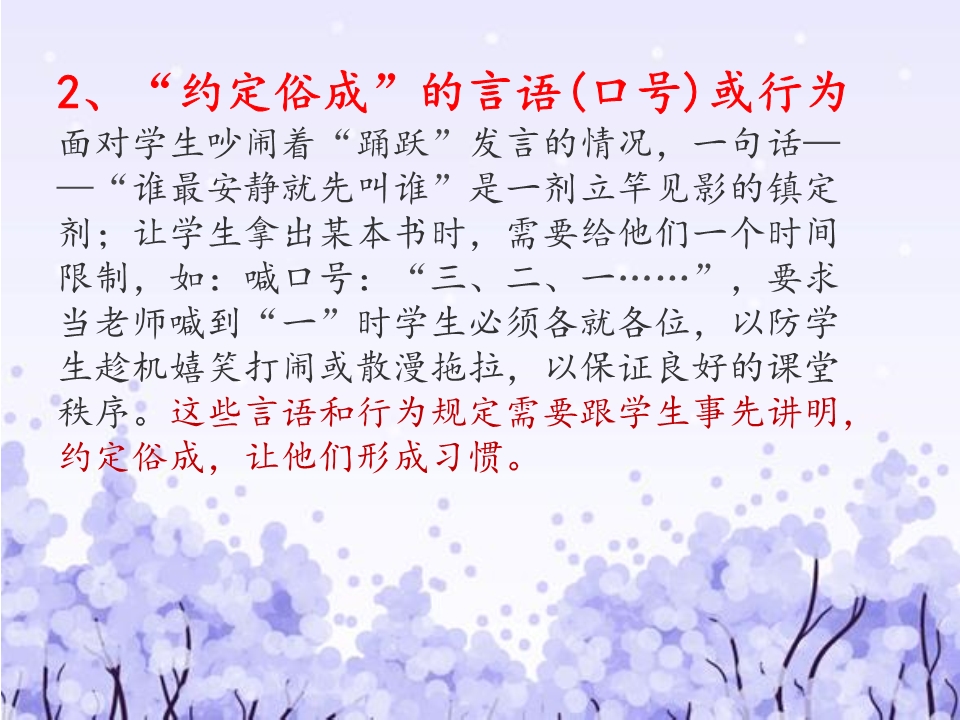 2、“约定俗成”的言语(口号)或行为
面对学生吵闹着“踊跃”发言的情况，一句话—
—“谁最安静就先叫谁”是一剂立竿见影的镇定
剂；让学生拿出某本书时，需要给他们一个时间
限制，如：喊口号：“三、二、一……”，要求
当老师喊到“一”时学生必须各就各位，以防学
生趁机嬉笑打闹或散漫拖拉，以保证良好的课堂
秩序。这些言语和行为规定需要跟学生事先讲明，
约定俗成，让他们形成习惯。